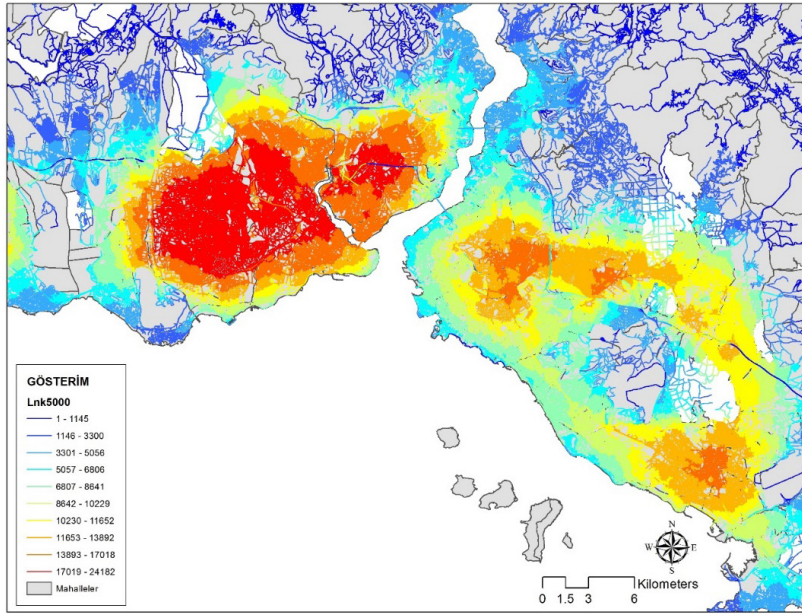 GÖSTERİM
Lnk5000
1 - 1145
1146 - 3300
3301 - 5056
5057 - 6806
6807 - 8641
8642 - 10229
10230 - 11652
11653 - 13892
13893 - 17018
17019 - 24182
Mahalleler
N
W E
S
Kilometers
0 1.5 3 6